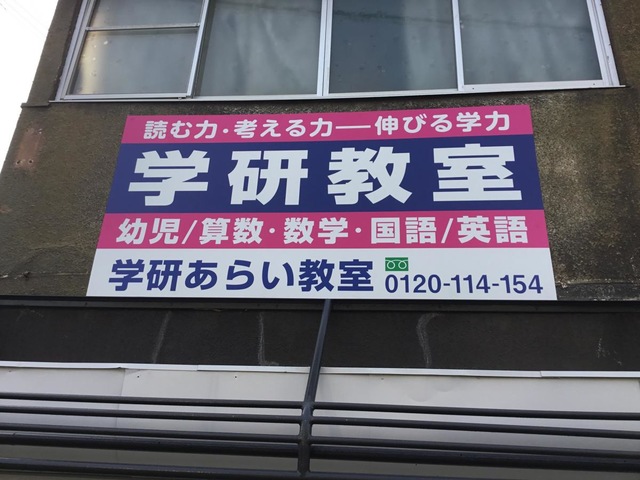 読む力・考える力――伸びる学力
学研教室
幼児/算数・数学・国語/英語
学研あらい教室 0120-114-154